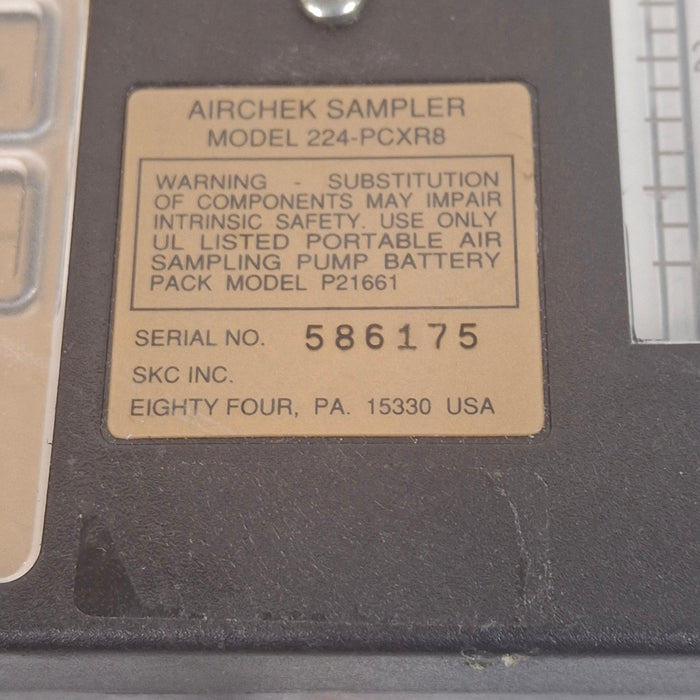 AIRCHEK SAMPLER
MODEL 224-PCXR8
WARNING - SUBSTITUTION
OF COMPONENTS MAY IMPAIR
INTRINSIC SAFETY. USE ONLY
UL LISTED PORTABLE AIR
SAMPLING PUMP BATTERY
PACK MODEL P21661
SERIAL NO. 586175
SKC INC.
EIGHTY FOUR, PA. 15330 USA